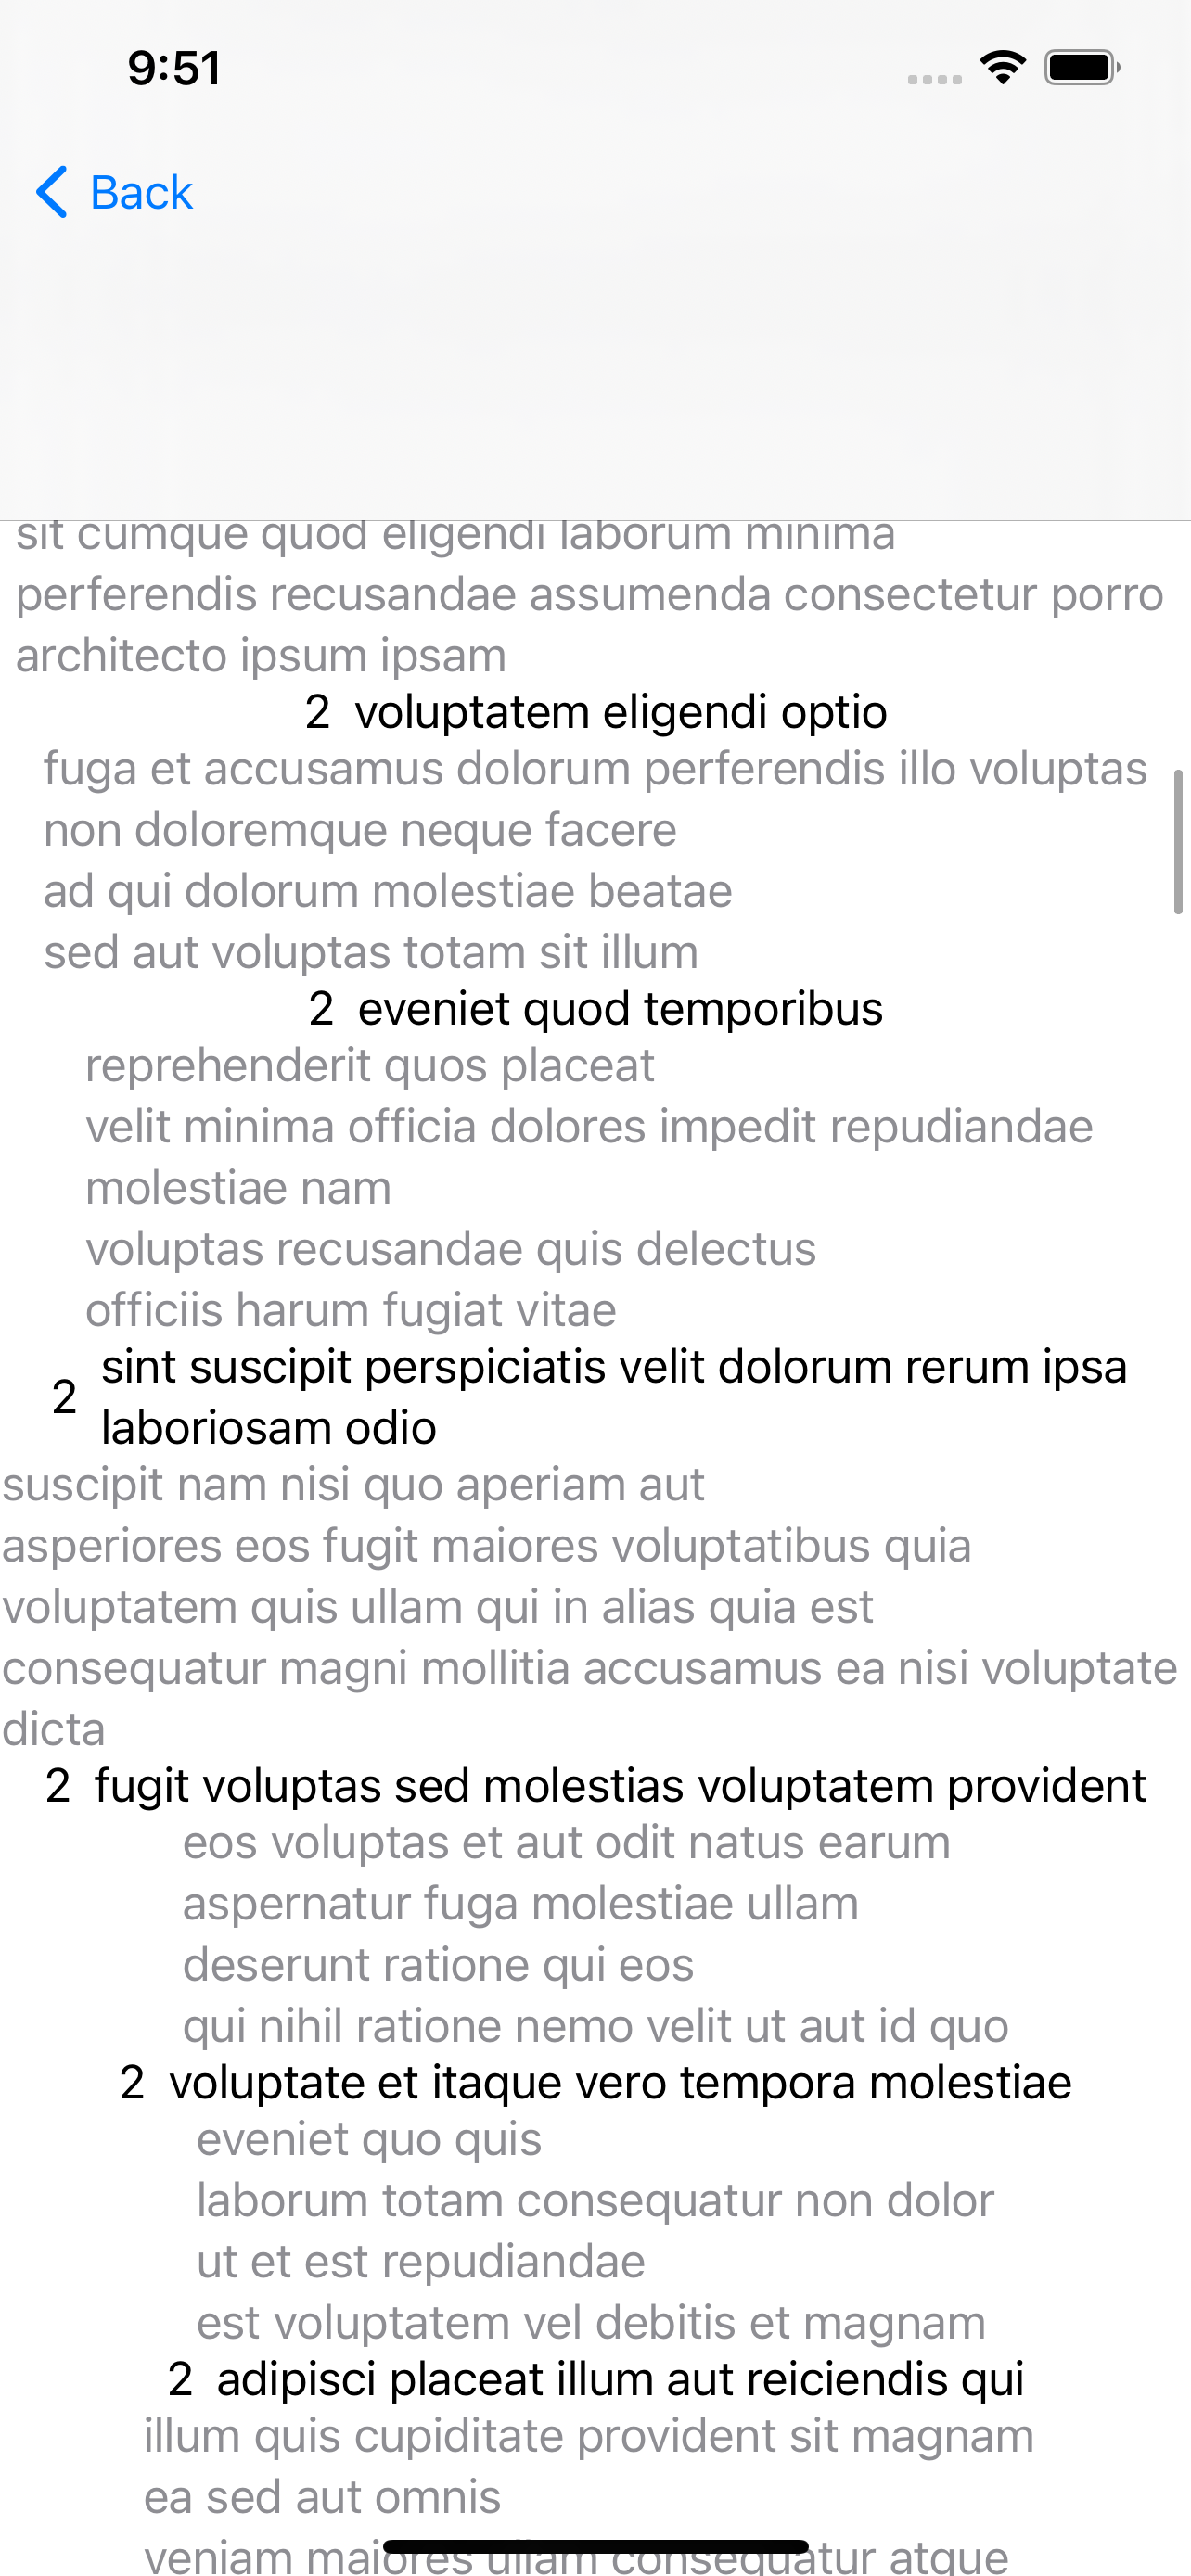 9:51
Back
sit cumque quod eligendi laborum minima
perferendis recusandae assumenda consectetur porro
architecto ipsum ipsam
2 voluptatem eligendi optio
fuga et accusamus dolorum perferendis illo voluptas
non doloremque neque facere
ad qui dolorum molestiae beatae
sed aut voluptas totam sit illum
2 eveniet quod temporibus
reprehenderit quos placeat
velit minima officia dolores impedit repudiandae
molestiae nam
voluptas recusandae quis delectus
officiis harum fugiat vitae
2 sint suscipit perspiciatis velit dolorum rerum ipsa
laboriosam odio
suscipit nam nisi quo aperiam aut
asperiores eos fugit maiores voluptatibus quia
voluptatem quis ullam qui in alias quia est
consequatur magni mollitia accusamus ea nisi voluptate
dicta
2 fugit voluptas sed molestias voluptatem provident
eos voluptas et aut odit natus earum
aspernatur fuga molestiae ullam
deserunt ratione qui eos
qui nihil ratione nemo velit ut aut id quo
2 voluptate et itaque vero tempora molestiae
eveniet quo quis
laborum totam consequatur non dolor
ut et est repudiandae
est voluptatem vel debitis et magnam
2 adipisci placeat illum aut reiciendis qui
illum quis cupiditate provident sit magnam
ea sed aut omnis
veniam maiores ullam consequatur atque